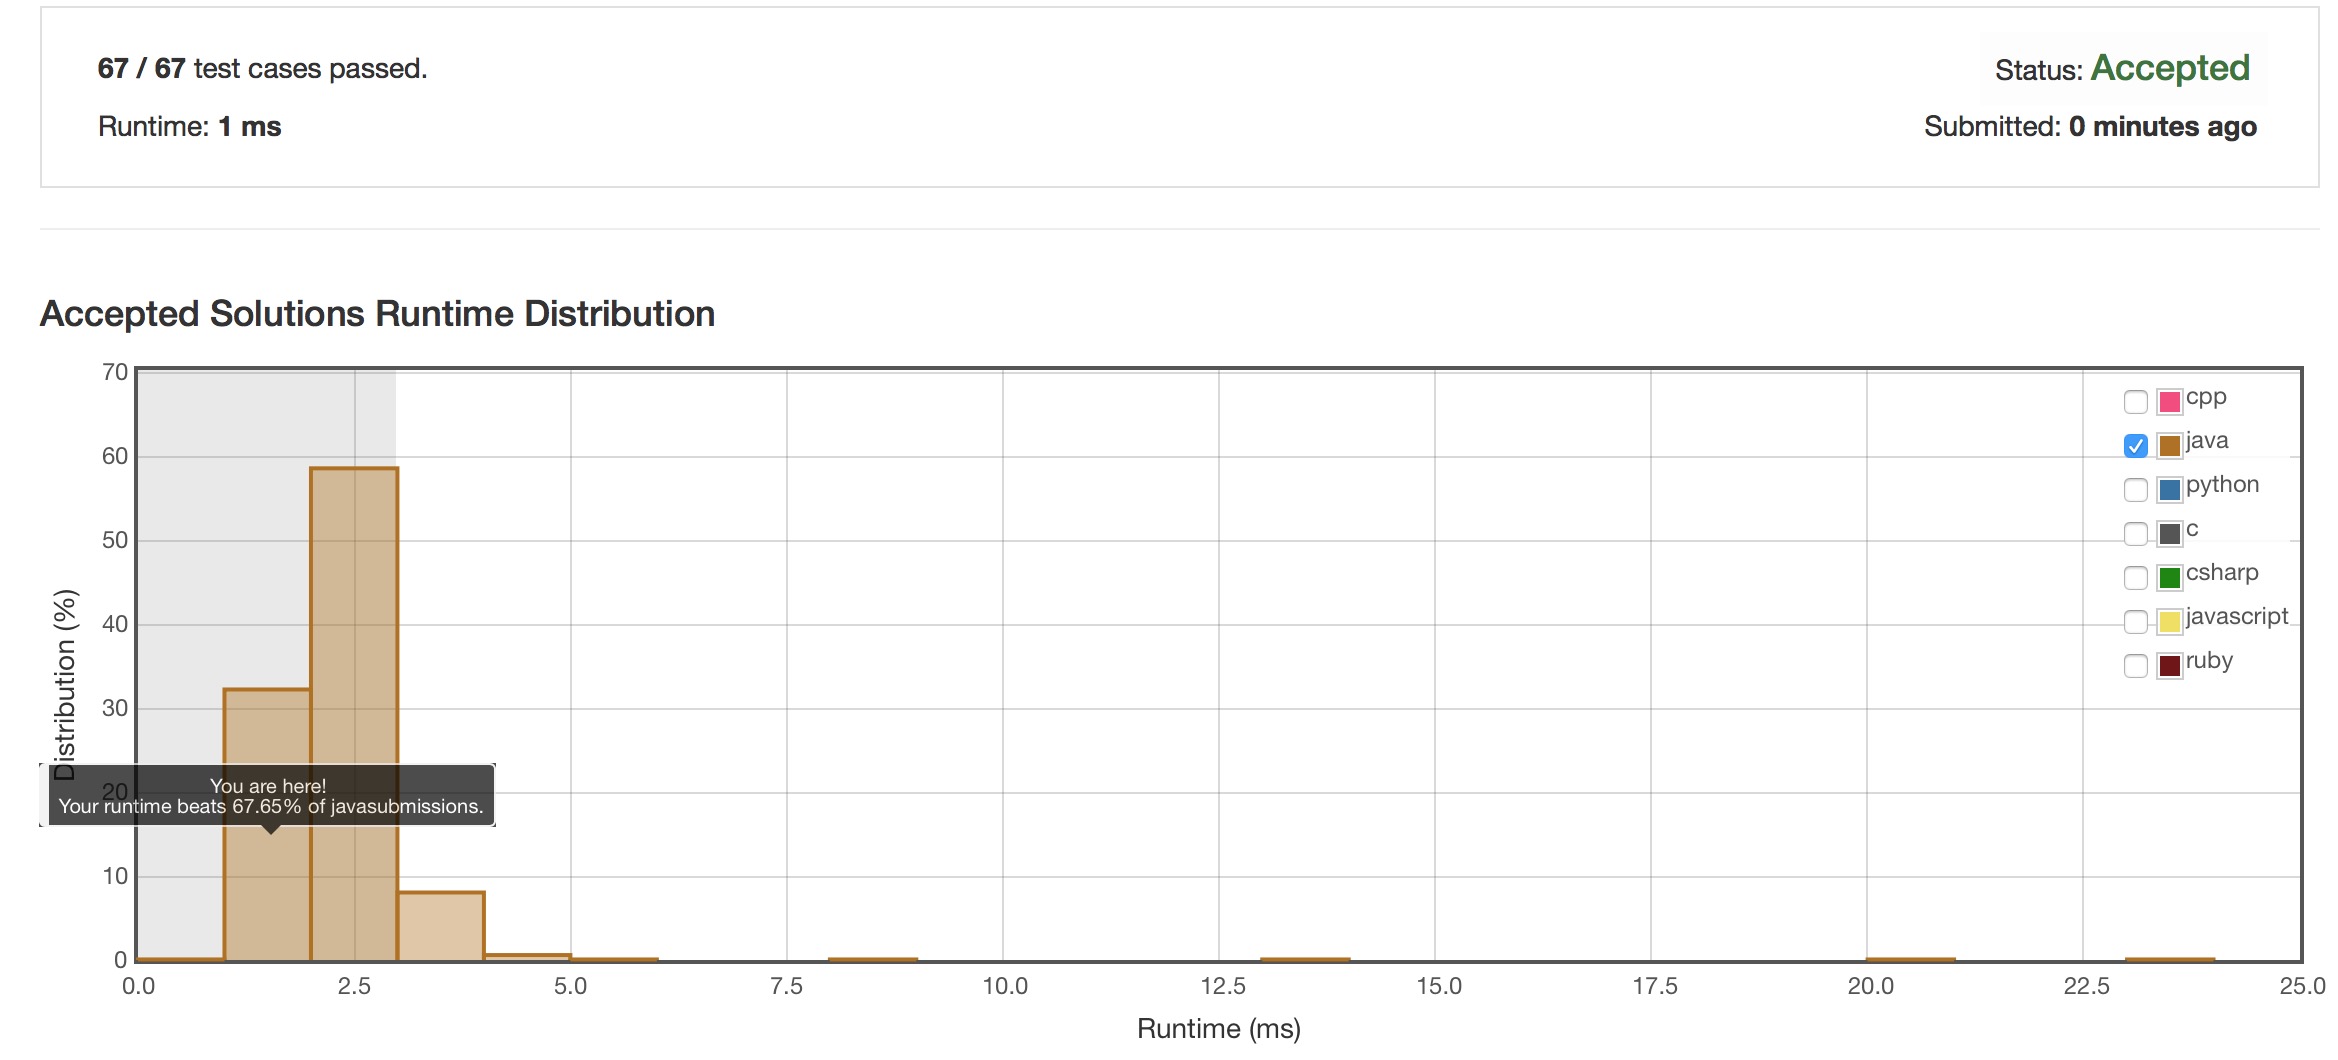 67 / 67 test cases passed.
Status: Accepted
Runtime: 1 ms
Submitted: 0 minutes ago
Accepted Solutions Runtime Distribution
70
60
50
40
30
20
10
0
Distribution (%)
You are here!
Your runtime beats 67.65% of javasubmissions.
cpp
java
python
c
csharp
javascript
ruby
0.0 2.5 5.0 7.5 10.0 12.5 15.0 17.5 20.0 22.5 25.0
Runtime (ms)